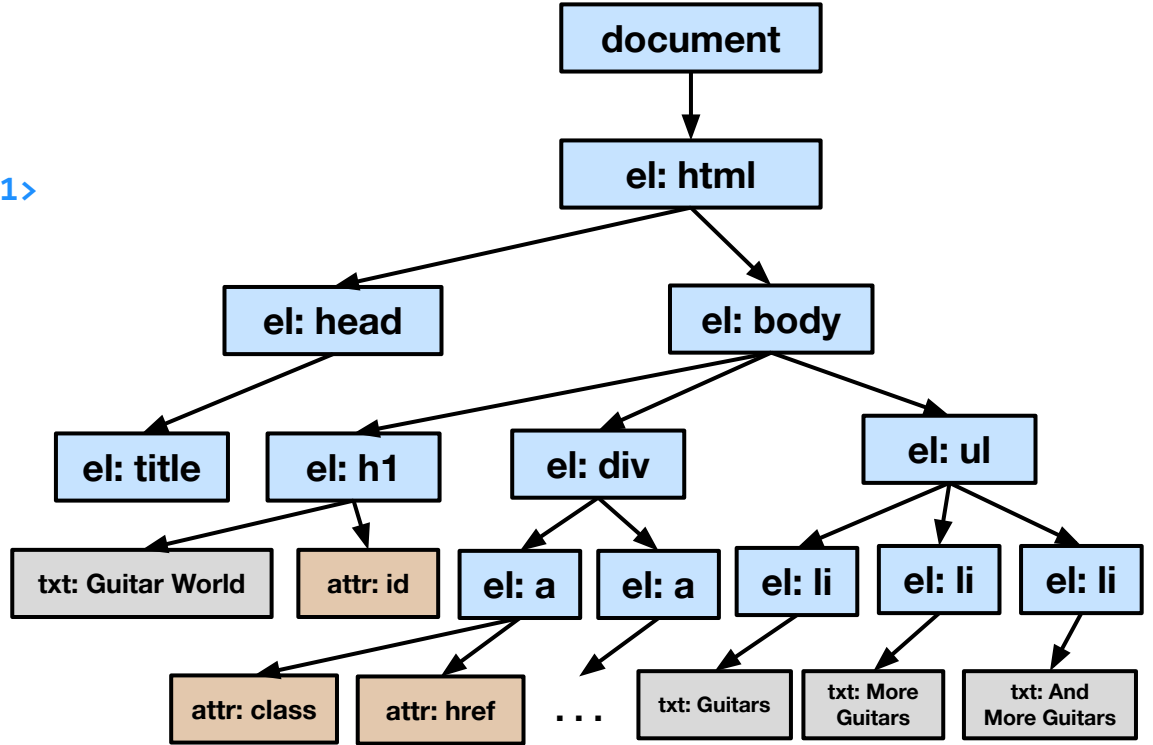 document
1>
el: html
el: head
el: body
el: title
el: h1
el: div
el: ul
txt: Guitar World
attr: id
el: a
el: a
el: li
el: li
el: li
attr: class
attr: href
...
txt: Guitars
txt: More
Guitars
txt: And
More Guitars